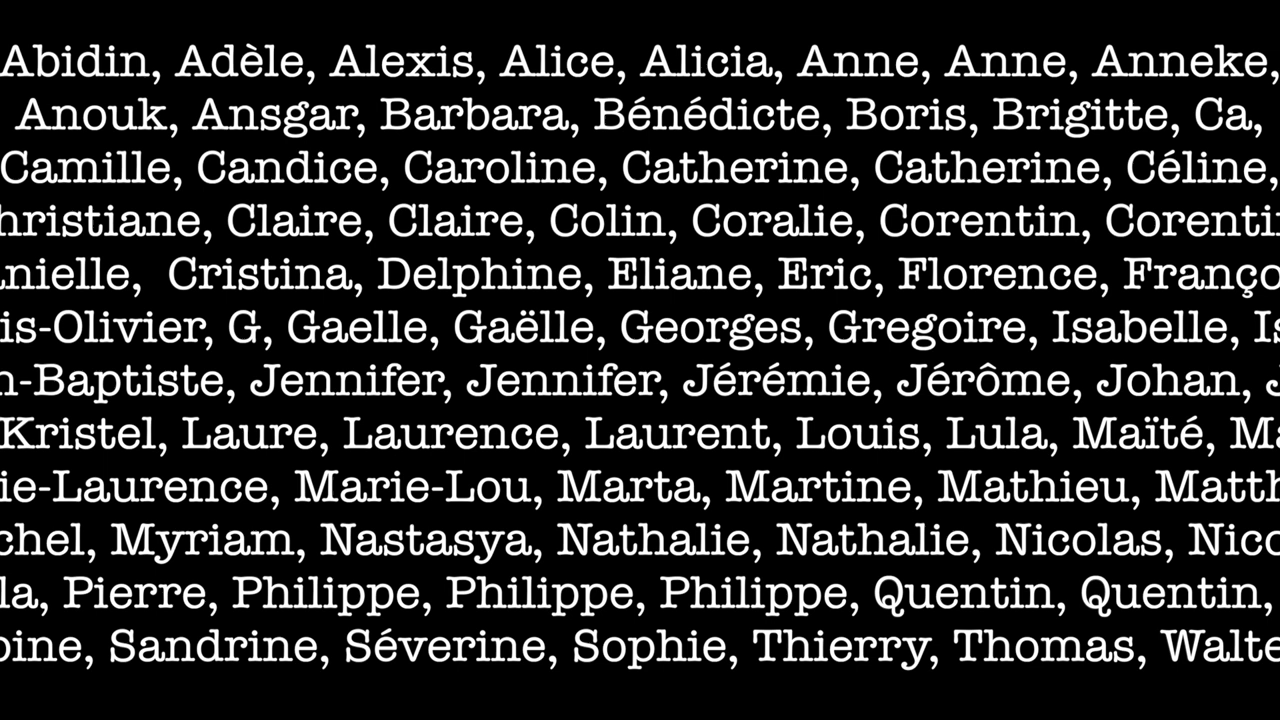 Abidin, Adèle, Alexis, Alice, Alicia, Anne, Anne, Anneke,
Anouk, Ansgar, Barbara, Bénédicte, Boris, Brigitte, Ca,
Camille, Candice, Caroline, Catherine, Catherine, Céline,
hristiane, Claire, Claire, Colin, Coralie, Corentin, Corenti
nielle, Cristina, Delphine, Eliane, Eric, Florence, Franço
is-Olivier, G, Gaelle, Gaëlle, Georges, Gregoire, Isabelle, Is
n-Baptiste, Jennifer, Jennifer, Jérémie, Jérôme, Johan, J
Kristel, Laure, Laurence, Laurent, Louis, Lula, Maïté, Ma
ie-Laurence, Marie-Lou, Marta, Martine, Mathieu, Matth
chel, Myriam, Nastasya, Nathalie, Nathalie, Nicolas, Nico
la, Pierre, Philippe, Philippe, Philippe, Quentin, Quentin,
bine, Sandrine, Séverine, Sophie, Thierry, Thomas, Walte